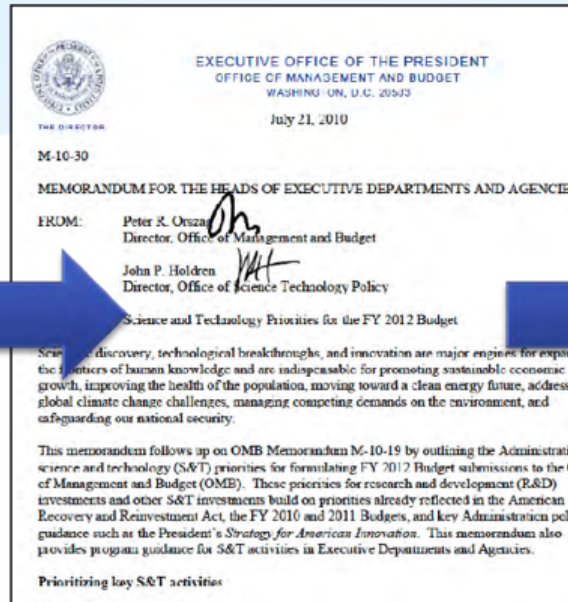 EXECUTIVE OFFICE OF THE PRESIDENT
OFFICE OF MANAGEMENT AND BUDGET
WASHINGTON, D.C. 20503
THE DIRECTOR
July 21, 2010
M-10-30
MEMORANDUM FOR THE HEADS OF EXECUTIVE DEPARTMENTS AND AGENCIE
FROM: Peter R. Orszag
Director, Office of Management and Budget
John P. Holdren
Director, Office of Science Technology Policy
Science and Technology Priorities for the FY 2012 Budget
discovery, technological breakthroughs, and innovation are major engines for expan
the frontiers of human knowledge and are indispensable for promoting sustainable economic
growth, improving the health of the population, moving toward a clean energy future, address
global climate change challenges, managing competing demands on the environment, and
safeguarding our national security.
This memorandum follows up on OMB Memorandum M-10-19 by outlining the Administrati
science and technology (S&T) priorities for formulating FY 2012 Budget submissions to the
of Management and Budget (OMB). These priorities for research and development (R&D)
investments and other S&T investments build on priorities already reflected in the American
Recovery and Reinvestment Act, the FY 2010 and 2011 Budgets, and key Administration pol
guidance such as the President's Strategy for American Innovation. This memorandum also
provides program guidance for S&T activities in Executive Departments and Agencies.
Prioritizing key S&T activities